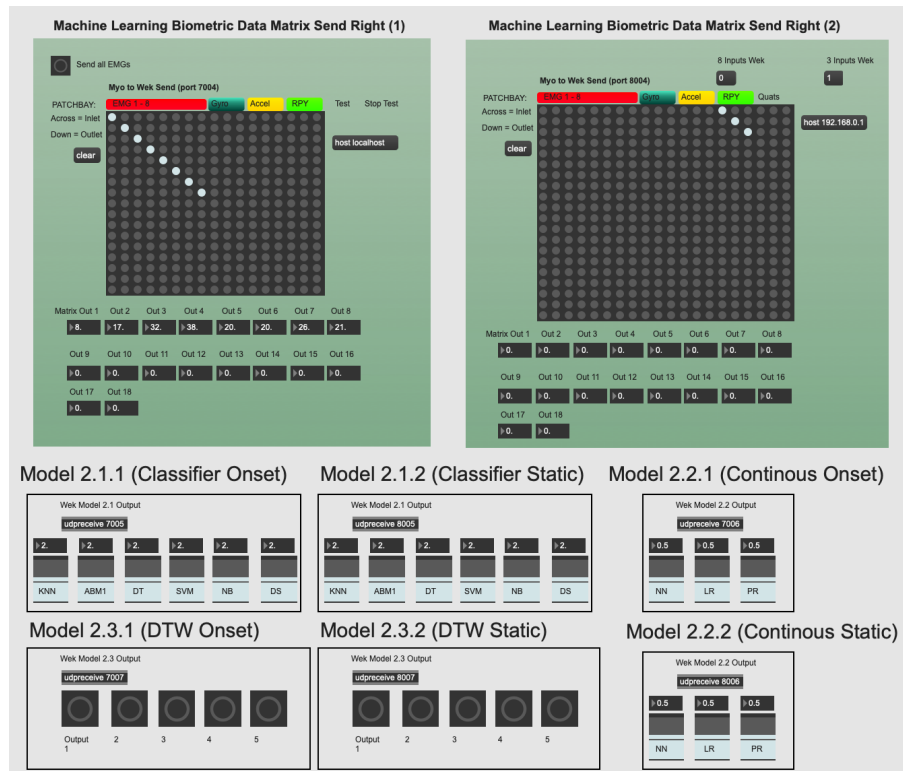 Machine Learning Biometric Data Matrix Send Right (1)
Send all EMGs
Myo to Wek Send (port 7004)
PATCHBAY: EMG 1 - 8 Gyro Accel RPY Test Stop Test
Across = Inlet
Down = Outlet
clear
host localhost
Matrix Out 1 Out 2 Out 3 Out 4 Out 5 Out 6 Out 7 Out 8
8. 17. 32. 38. 20. 20. 26. 21.
Out 9 Out 10 Out 11 Out 12 Out 13 Out 14 Out 15 Out 16
0. 0. 0. 0. 0. 0. 0. 0.
Out 17 Out 18
0. 0.
Machine Learning Biometric Data Matrix Send Right (2)
8 Inputs Wek 3 Inputs Wek
0 1
Myo to Wek Send (port 8004)
PATCHBAY: EMG 1 - 8 Gyro Accel RPY Quats
Across = Inlet
Down = Outlet
clear
host 192.168.0.1
Matrix Out 1 Out 2 Out 3 Out 4 Out 5 Out 6 Out 7 Out 8
0. 0. 0. 0. 0. 0. 0. 0.
Out 9 Out 10 Out 11 Out 12 Out 13 Out 14 Out 15 Out 16
0. 0. 0. 0. 0. 0. 0. 0.
Out 17 Out 18
0. 0.
Model 2.1.1 (Classifier Onset)
Wek Model 2.1 Output
udpreceive 7005
2. 2. 2. 2. 2. 2.
KNN ABM1 DT SVM NB DS
Model 2.1.2 (Classifier Static)
Wek Model 2.1 Output
udpreceive 8005
2. 2. 2. 2. 2. 2.
KNN ABM1 DT SVM NB DS
Model 2.2.1 (Continous Onset)
Wek Model 2.2 Output
udpreceive 7006
0.5 0.5 0.5
NN LR PR
Model 2.3.1 (DTW Onset)
Wek Model 2.3 Output
udpreceive 7007
Output 2 3 4 5
1
Model 2.3.2 (DTW Static)
Wek Model 2.3 Output
udpreceive 8007
Output 2 3 4 5
1
Model 2.2.2 (Continous Static)
Wek Model 2.2 Output
udpreceive 8006
0.5 0.5 0.5
NN LR PR